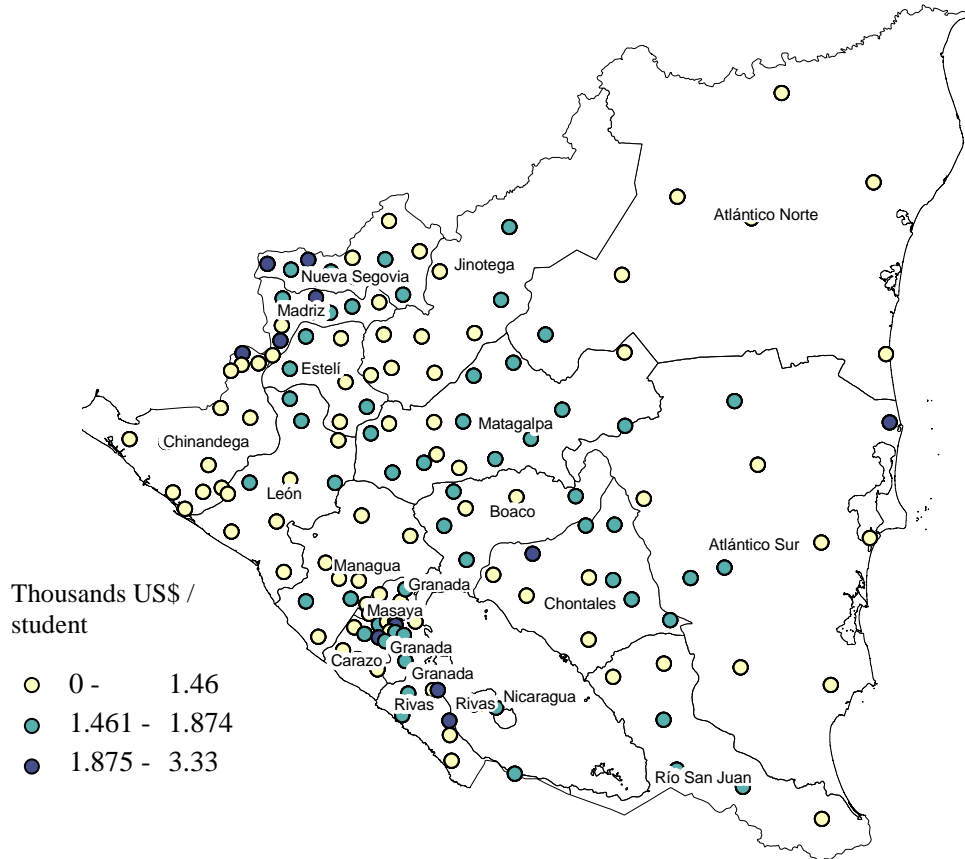 Atlántico Norte
Jinotega
Nueva Segovia
Madriz
Estelí
Matagalpa
Chinandega
León
Boaco
Atlántico Sur
Managua
Granada
Chontales
Masaya
Granada
Carazo
Granada
Rivas
Rivas
Nicaragua
Río San Juan
Thousands US$ /
student
0 - 1.46
1.461 - 1.874
1.875 - 3.33